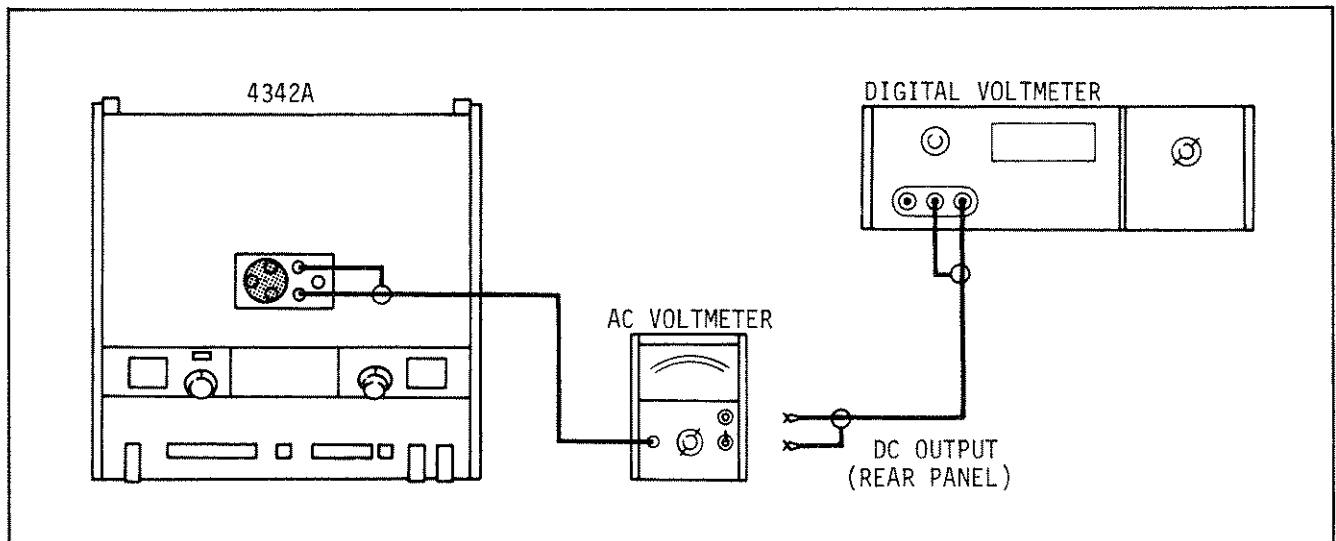 4342A
DIGITAL VOLTMETER
AC VOLTMETER
DC OUTPUT
(REAR PANEL)